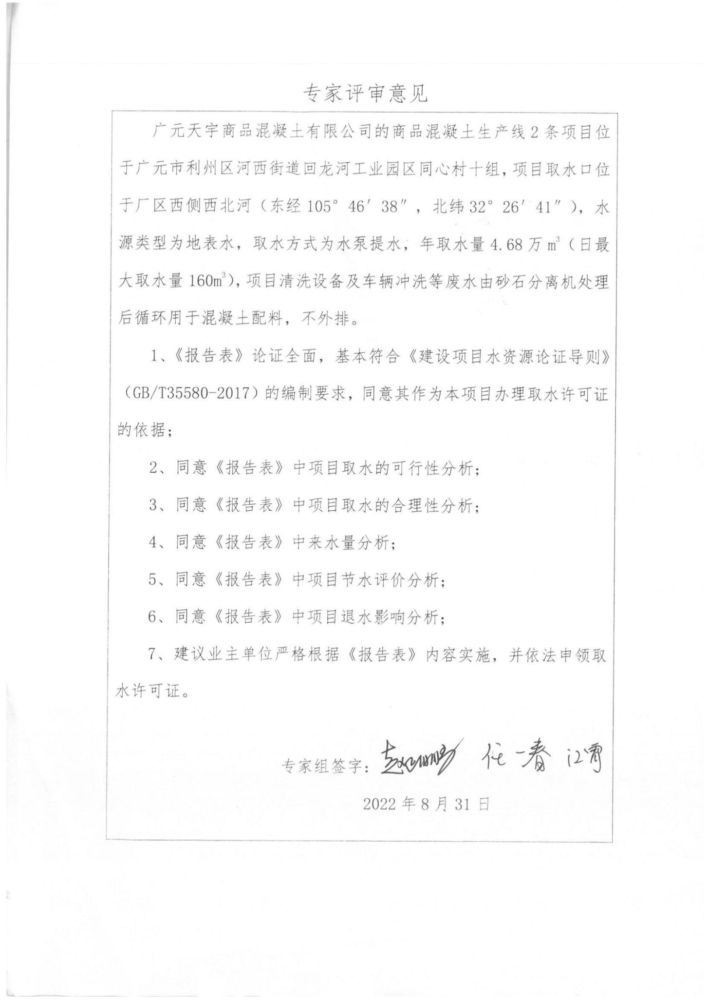 专家评审意见
广元天宇商品混凝土有限公司的商品混凝土生产线2条项目位
于广元市利州区河西街道回龙河工业园区同心村十组，项目取水口位
于厂区西侧西北河（东经105°46′38″，北纬32°26′41″），水
源类型为地表水，取水方式为水泵提水，年取水量4.68万m³（日最
大取水量160m³），项目清洗设备及车辆冲洗等废水由砂石分离机处理
后循环用于混凝土配料，不外排。
1、《报告表》论证全面，基本符合《建设项目水资源论证导则》
（GB/T35580-2017）的编制要求，同意其作为本项目办理取水许可证
的依据；
2、同意《报告表》中项目取水的可行性分析；
3、同意《报告表》中项目取水的合理性分析；
4、同意《报告表》中来水量分析；
5、同意《报告表》中项目节水评价分析；
6、同意《报告表》中项目退水影响分析；
7、建议业主单位严格根据《报告表》内容实施，并依法申领取
水许可证。
专家组签字： 任一春 江霄
2022年8月31日